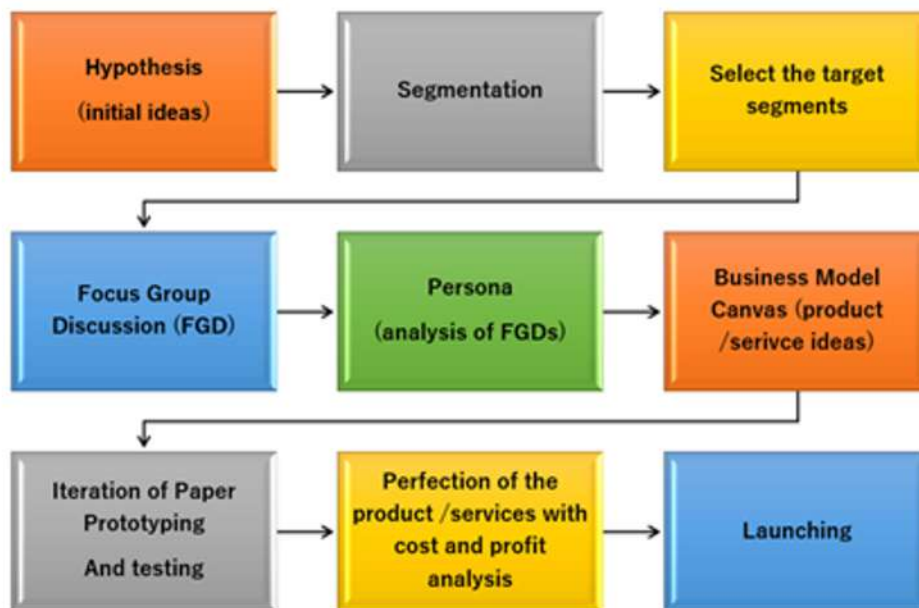 Hypothesis
(initial ideas)
Segmentation
Select the target
segments
Focus Group
Discussion (FGD)
Persona
(analysis of FGDs)
Business Model
Canvas (product
/serivce ideas)
Iteration of Paper
Prototyping
And testing
Perfection of the
product /services with
cost and profit
analysis
Launching